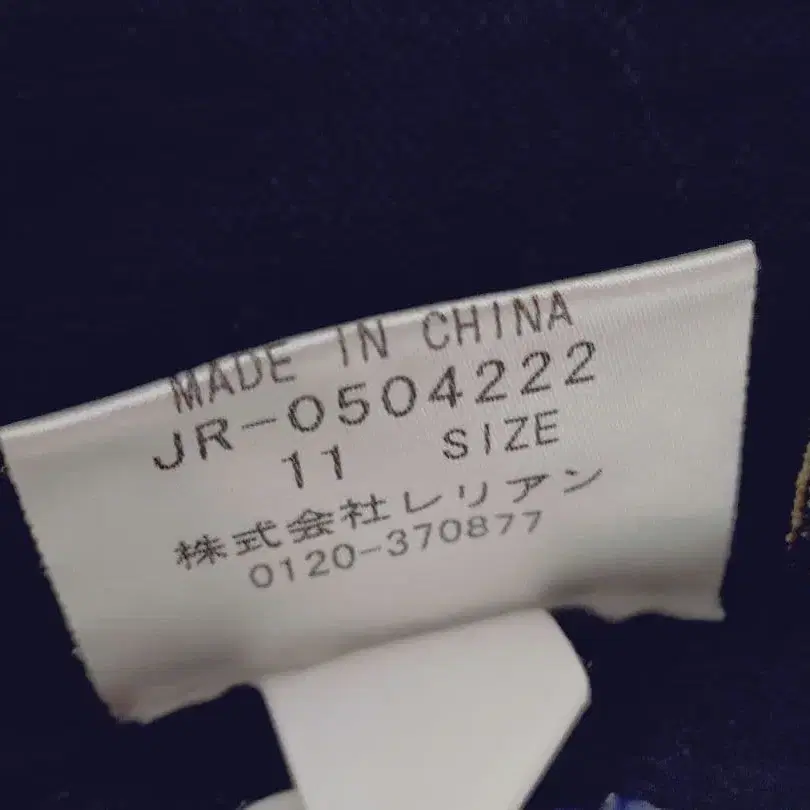 MADE IN CHINA
JR-0504222
11 SIZE
株式会社レリアン
0120-370877